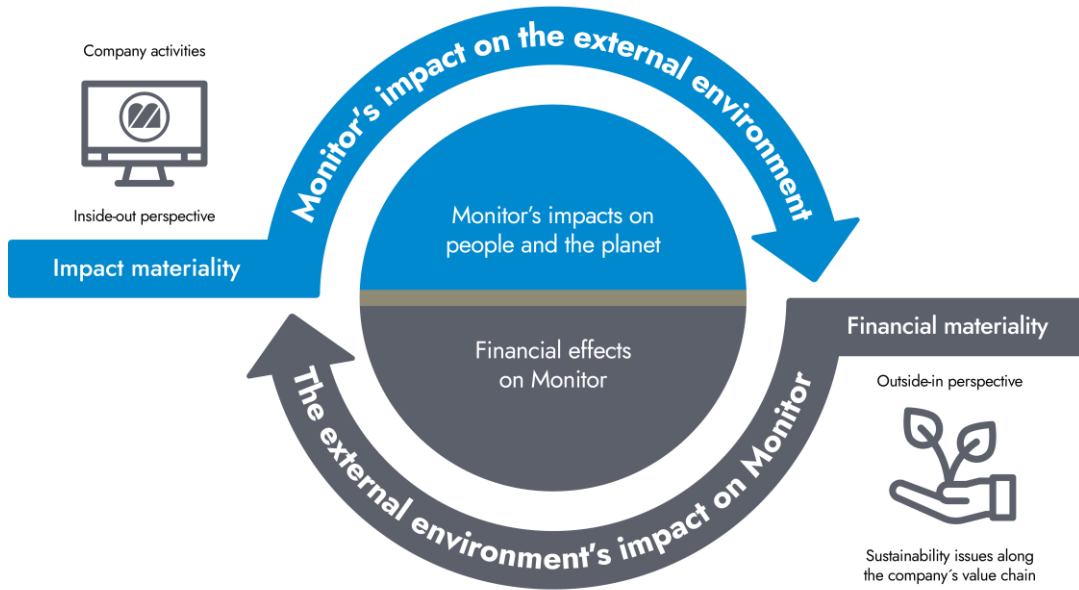 Company activities
Inside-out perspective
Impact materiality
Monitor's impact on the external environment
Monitor's impacts on
people and the planet
Financial effects
on Monitor
Financial materiality
Outside-in perspective
The external environment's impact on Monitor
Sustainability issues along
the company´s value chain